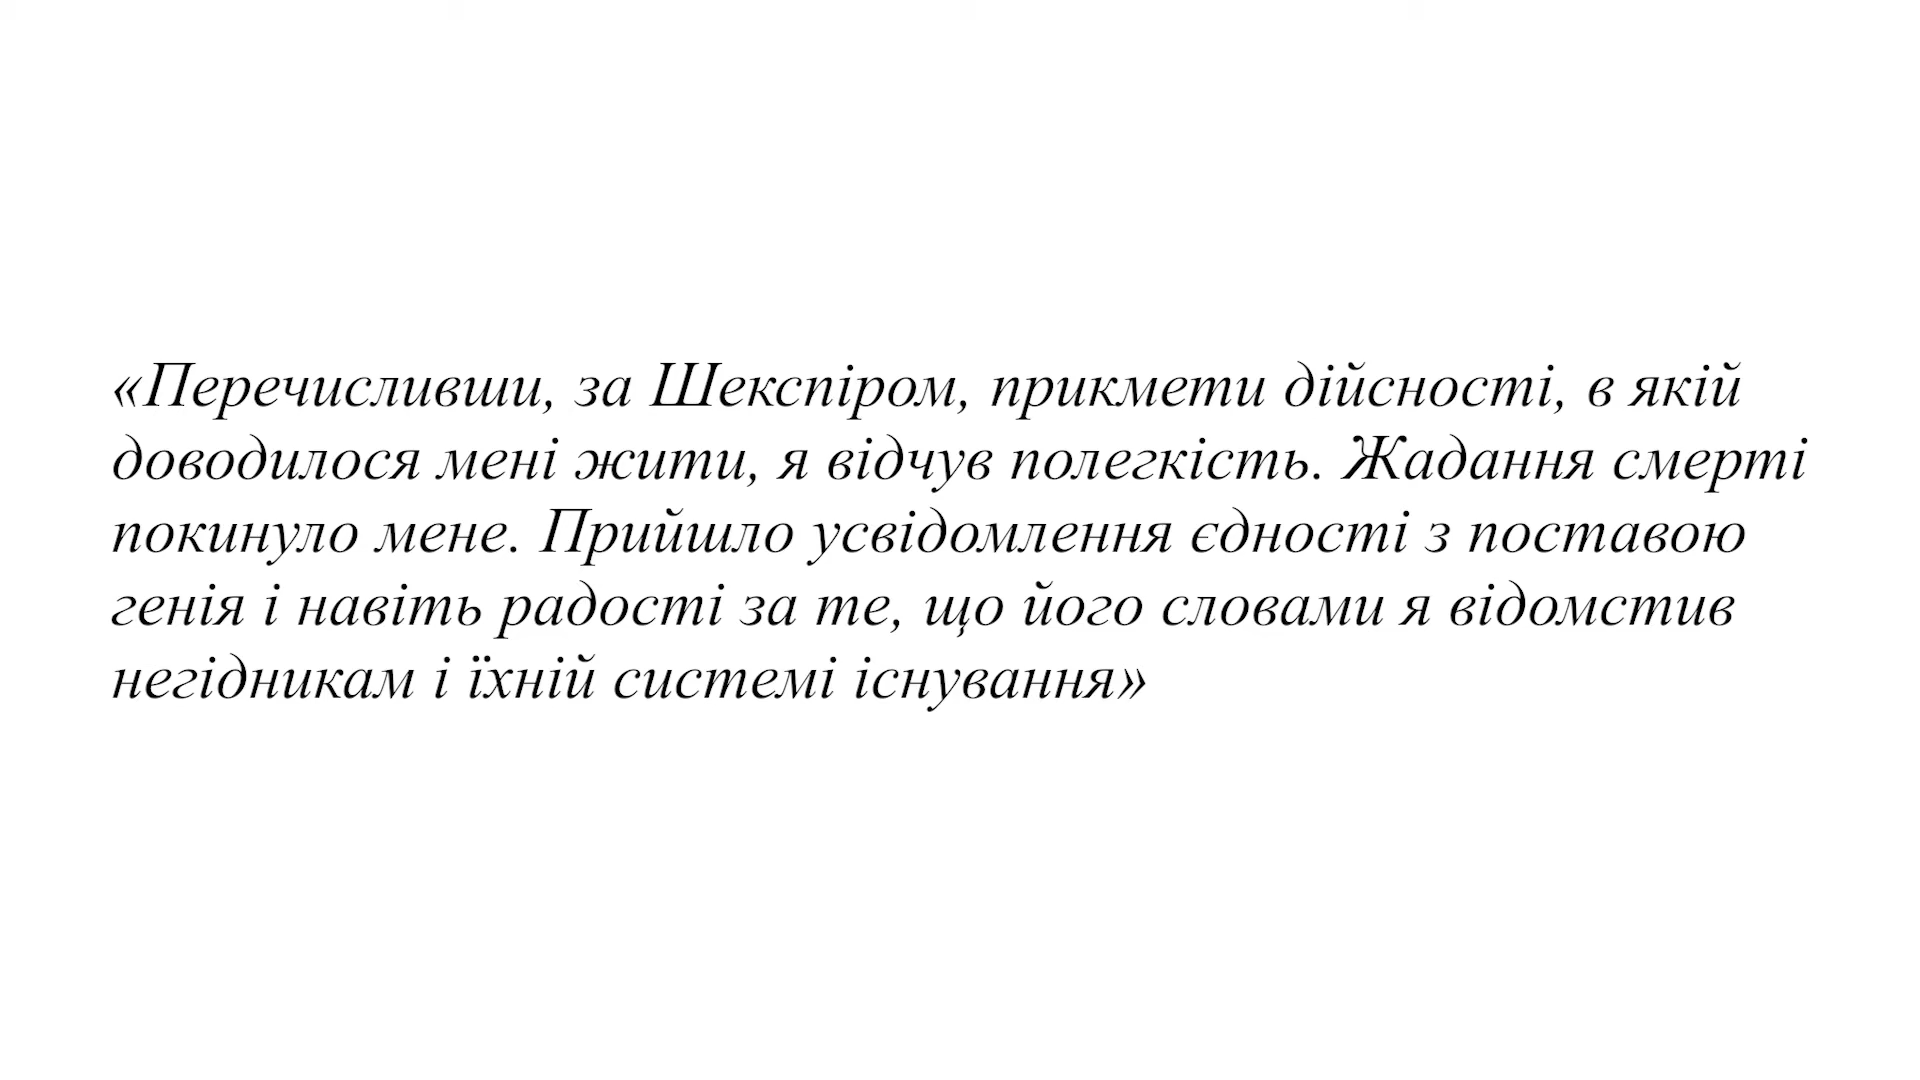 «Перечисливши, за Шекспіром, прикмети дійсності, в якій
доводилося мені жити, я відчув полегкість. Жадання смерті
покинуло мене. Прийшло усвідомлення єдності з поставою
генія і навіть радості за те, що його словами я відомстив
негідникам і їхній системі існування»